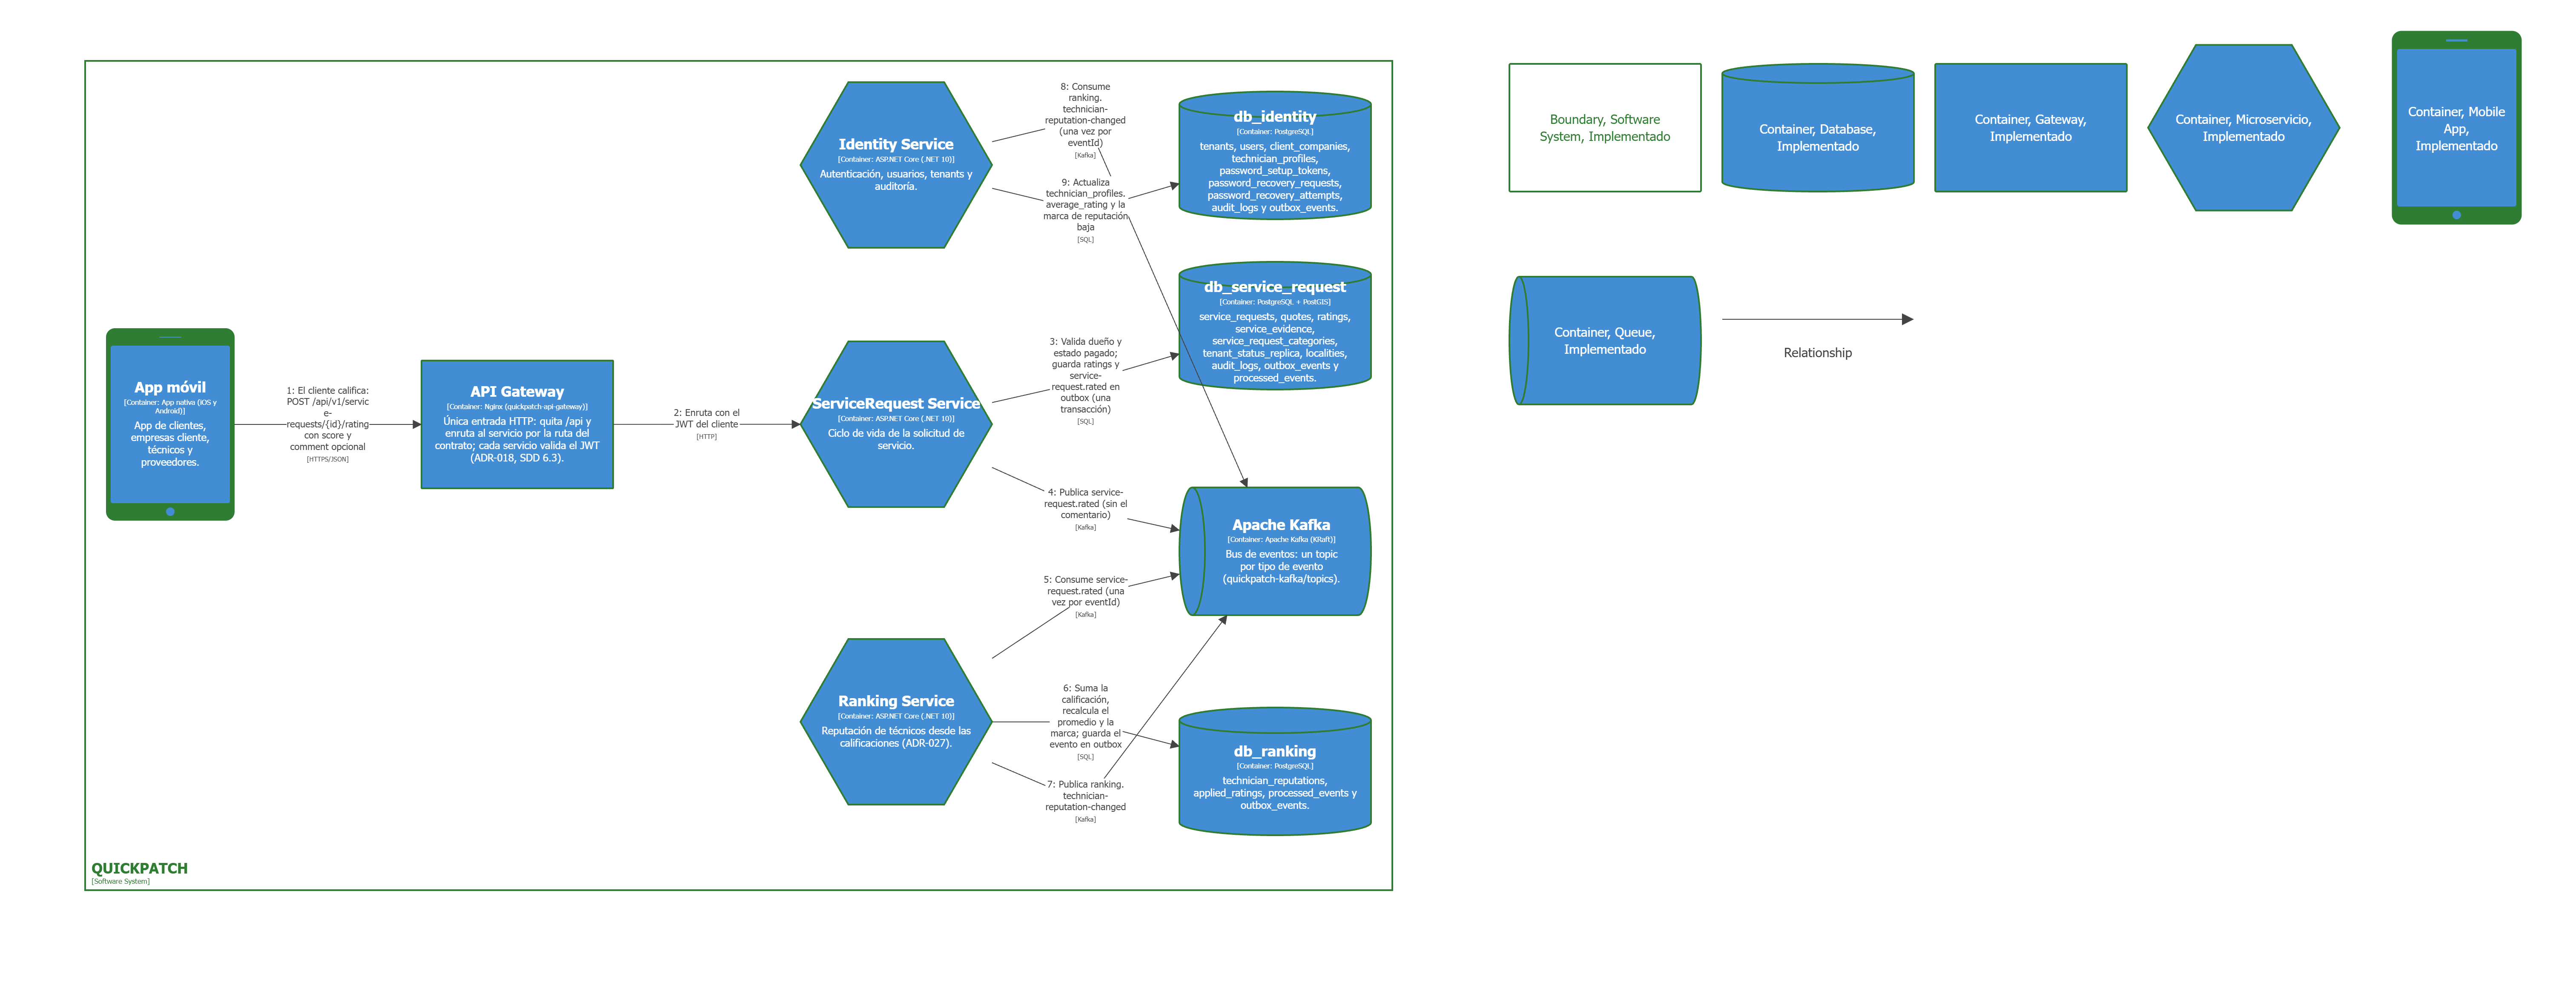 App móvil
[Container: App nativa (iOS y
Android)]
App de clientes,
empresas cliente,
técnicos y
proveedores.
1: El cliente califica:
POST /api/v1/servic
e-
requests/{id}/rating
con score y
comment opcional
[HTTPS/JSON]
API Gateway
[Container: Nginx (quickpatch-api-gateway)]
Única entrada HTTP: quita /api y
enruta al servicio por la ruta del
contrato; cada servicio valida el JWT
(ADR-018, SDD 6.3).
2: Enruta con el
JWT del cliente
[HTTP]
Identity Service
[Container: ASP.NET Core (.NET 10)]
Autenticación, usuarios, tenants y
auditoría.
ServiceRequest Service
[Container: ASP.NET Core (.NET 10)]
Ciclo de vida de la solicitud de
servicio.
Ranking Service
[Container: ASP.NET Core (.NET 10)]
Reputación de técnicos desde las
calificaciones (ADR-027).
8: Consume
ranking.
technician-
reputation-changed
(una vez por
eventId)
[Kafka]
9: Actualiza
technician_profiles.
average_rating y la
marca de reputación
baja
[SQL]
3: Valida dueño y
estado pagado;
guarda ratings y
service-
request.rated en
outbox (una
transacción)
[SQL]
4: Publica service-
request.rated (sin el
comentario)
[Kafka]
5: Consume service-
request.rated (una
vez por eventId)
[Kafka]
6: Suma la
calificación,
recalcula el
promedio y la
marca; guarda el
evento en outbox
[SQL]
7: Publica ranking.
technician-
reputation-changed
[Kafka]
db_identity
[Container: PostgreSQL]
tenants, users, client_companies,
technician_profiles,
password_setup_tokens,
password_recovery_requests,
password_recovery_attempts,
audit_logs y outbox_events.
db_service_request
[Container: PostgreSQL + PostGIS]
service_requests, quotes, ratings,
service_evidence,
service_request_categories,
tenant_status_replica, localities,
audit_logs, outbox_events y
processed_events.
Apache Kafka
[Container: Apache Kafka (KRaft)]
Bus de eventos: un topic
por tipo de evento
(quickpatch-kafka/topics).
db_ranking
[Container: PostgreSQL]
technician_reputations,
applied_ratings, processed_events y
outbox_events.
QUICKPATCH
[Software System]
Boundary, Software
System, Implementado
Container, Database,
Implementado
Container, Gateway,
Implementado
Container, Microservicio,
Implementado
Container, Mobile
App,
Implementado
Container, Queue,
Implementado
Relationship